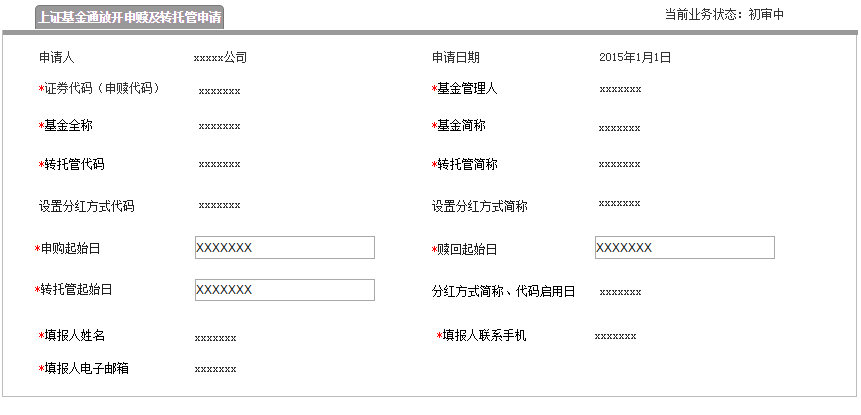 上证基金通放开申赎及转托管申请 当前业务状态：初审中
申请人 xxxxx公司 申请日期 2015年1月1日
*证券代码（申赎代码） xxxxxxx *基金管理人 xxxxxxx
*基金全称 xxxxxxx *基金简称 xxxxxxx
*转托管代码 xxxxxxx *转托管简称 xxxxxxx
设置分红方式代码 xxxxxxx 设置分红方式简称 xxxxxxx
*申购起始日 XXXXXXX *赎回起始日 XXXXXXX
*转托管起始日 XXXXXXX 分红方式简称、代码启用日 xxxxxxx
*填报人姓名 xxxxxxx *填报人联系手机 xxxxxxx
*填报人电子邮箱 xxxxxxx